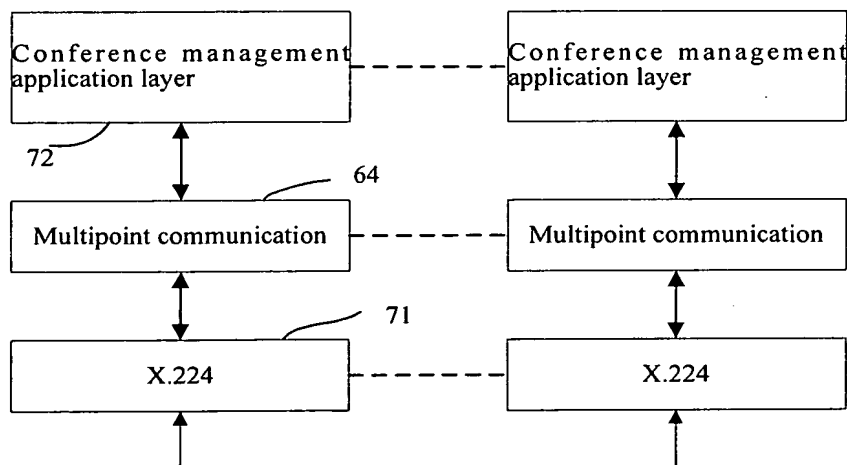 Conference management
application layer
Conference management
application layer
72
64
Multipoint communication
Multipoint communication
71
X.224
X.224